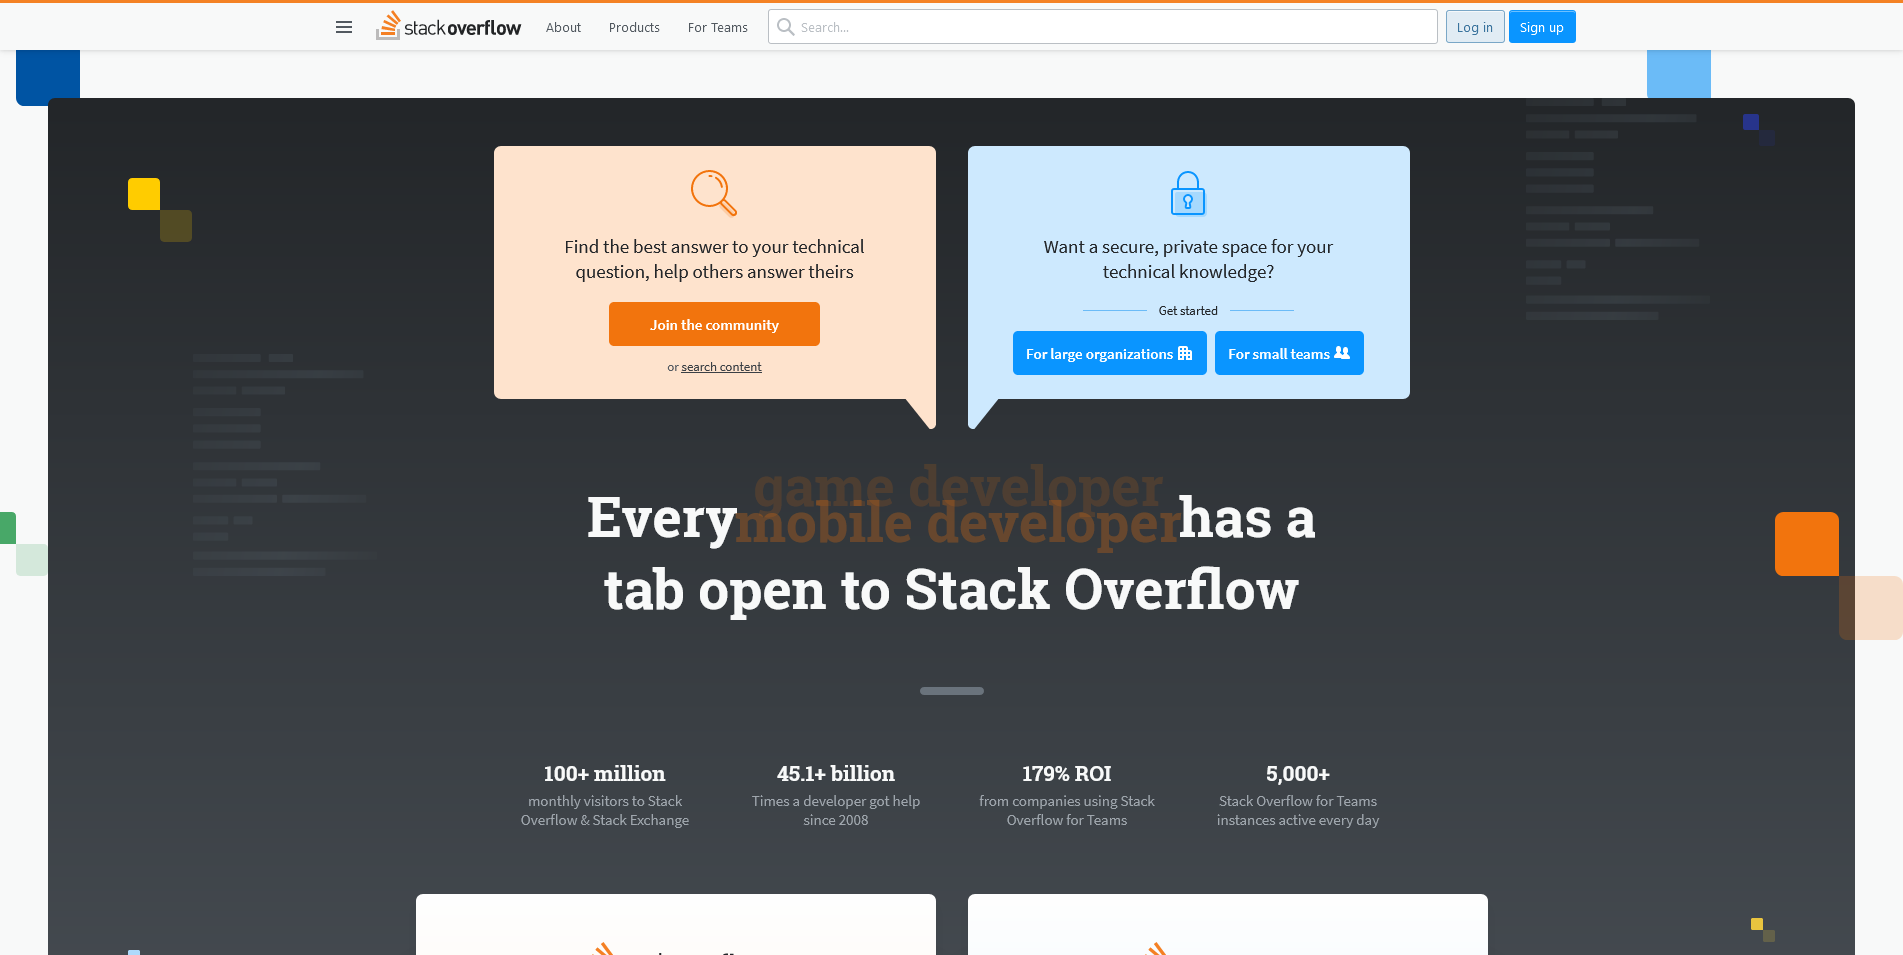 stackoverflow
About
Products
For Teams
Search...
Log in
Sign up
Find the best answer to your technical
question, help others answer theirs
Join the community
or search content
Want a secure, private space for your
technical knowledge?
Get started
For large organizations
For small teams
game developer
Every mobile developer has a
tab open to Stack Overflow
100+ million
monthly visitors to Stack
Overflow & Stack Exchange
45.1+ billion
Times a developer got help
since 2008
179% ROI
from companies using Stack
Overflow for Teams
5,000+
Stack Overflow for Teams
instances active every day